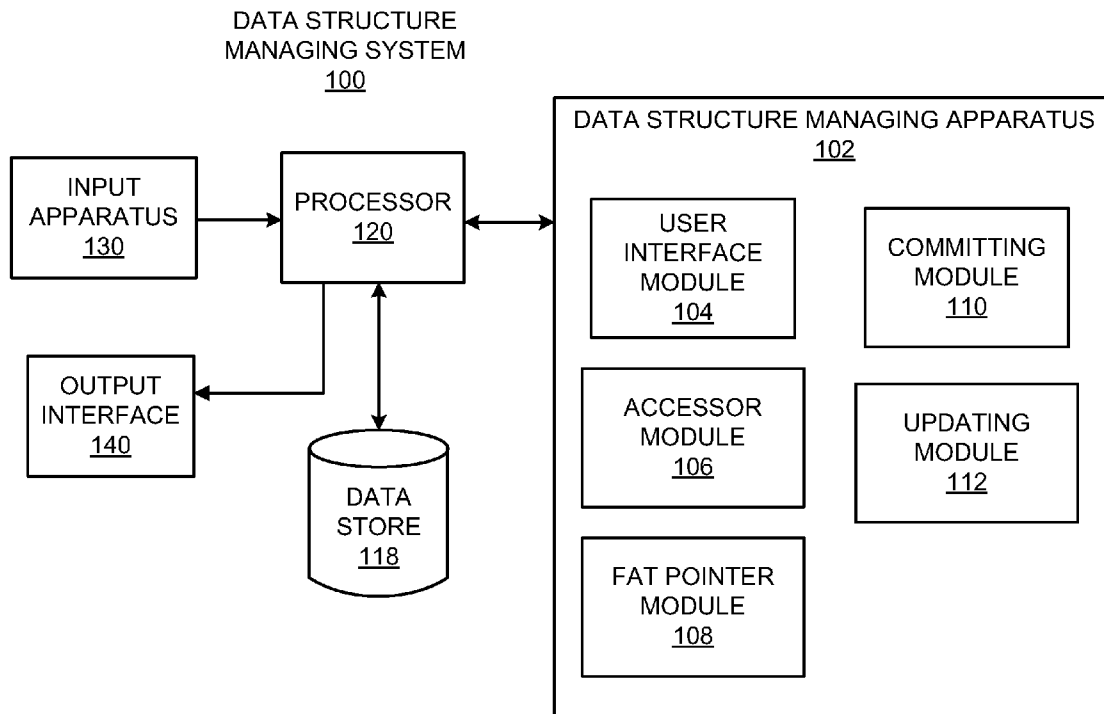 DATA STRUCTURE
MANAGING SYSTEM
100
DATA STRUCTURE MANAGING APPARATUS
102
INPUT
APPARATUS
130
PROCESSOR
120
USER
INTERFACE
MODULE
104
COMMITTING
MODULE
110
OUTPUT
INTERFACE
140
ACCESSOR
MODULE
106
UPDATING
MODULE
112
DATA
STORE
118
FAT POINTER
MODULE
108